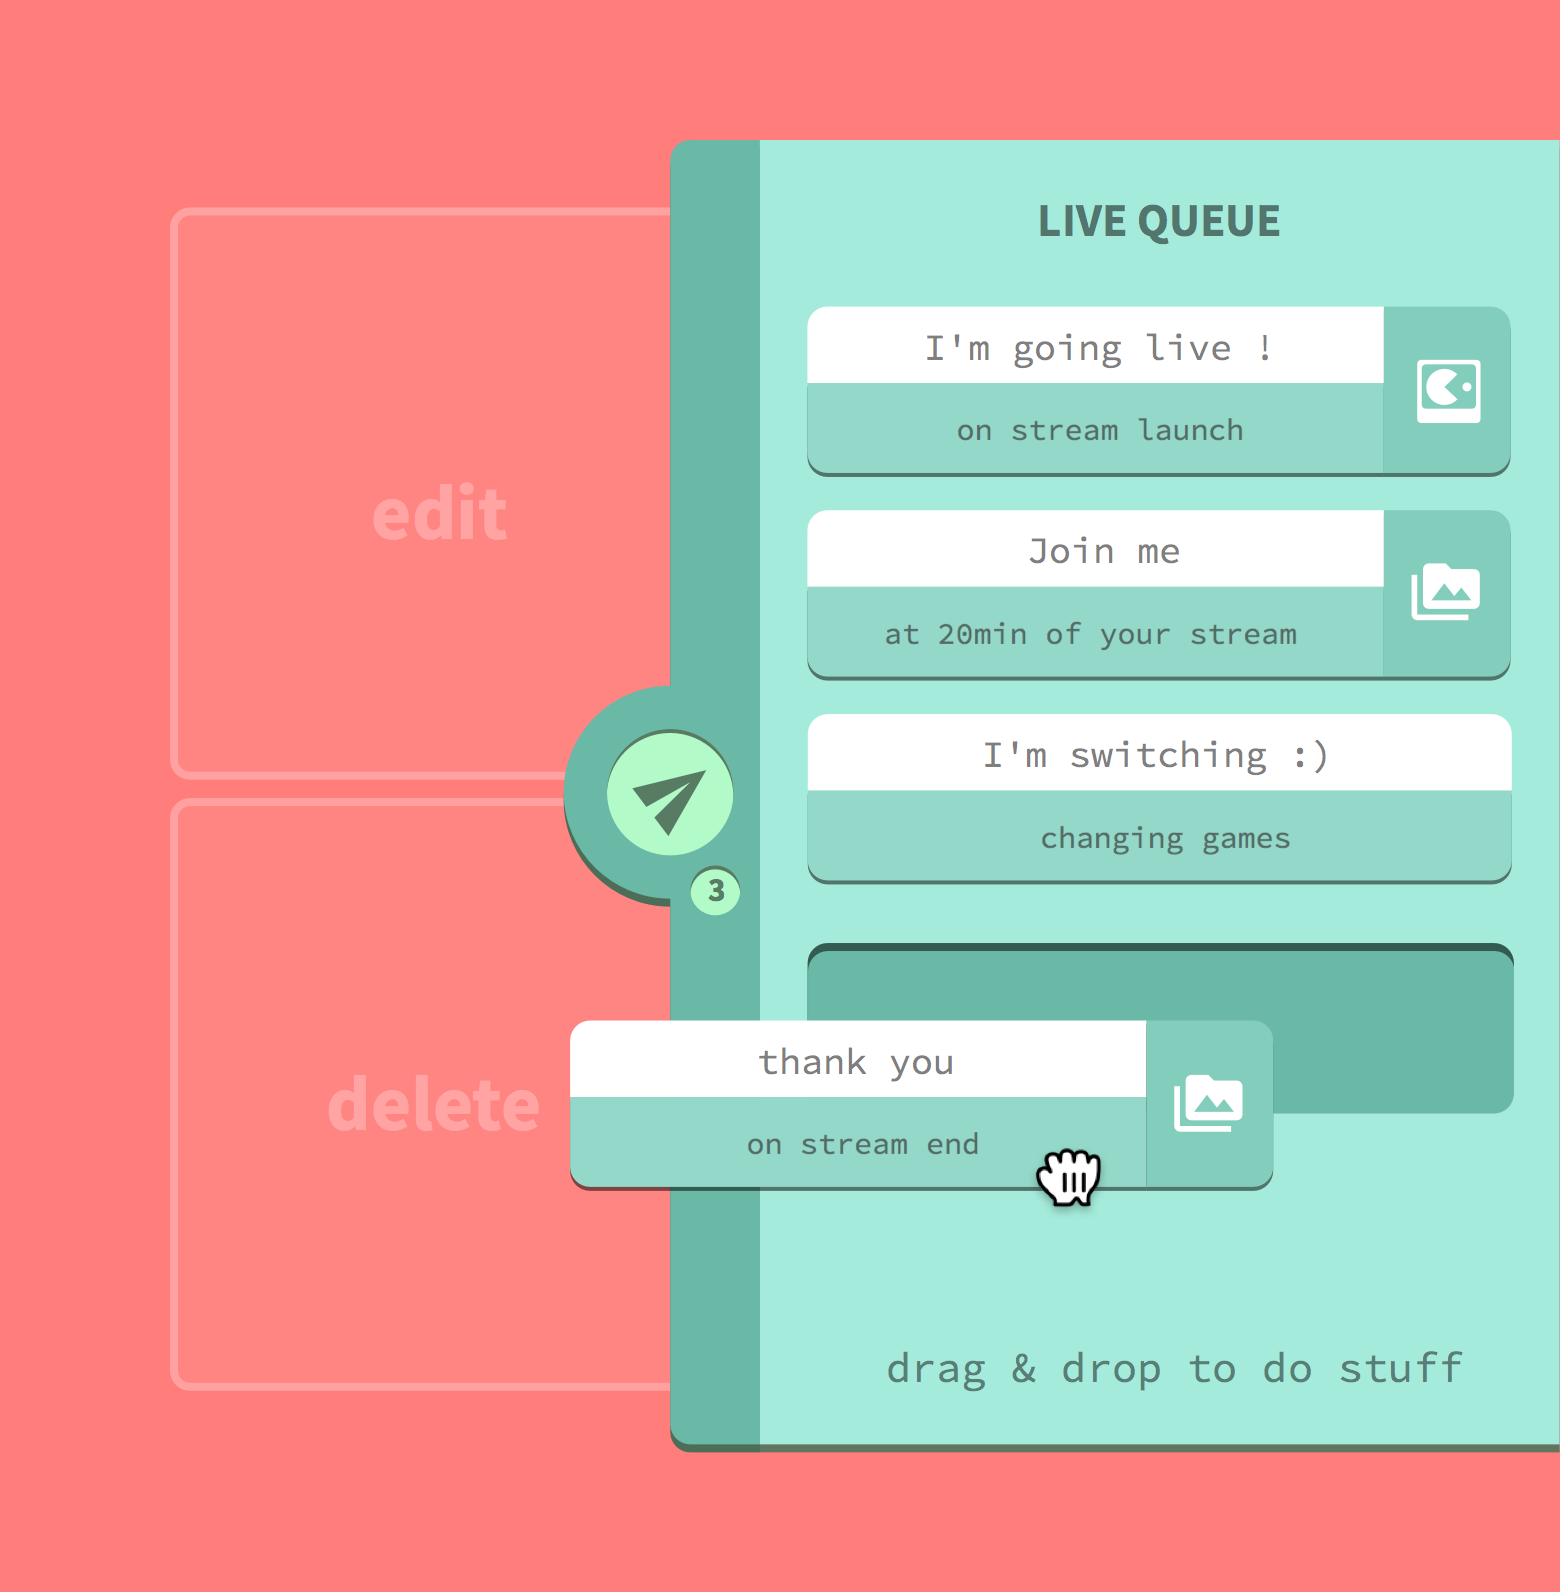 LIVE QUEUE
I'm going live !
on stream launch
edit
Join me
at 20min of your stream
I'm switching :)
changing games
3
thank you
delete
on stream end
drag & drop to do stuff